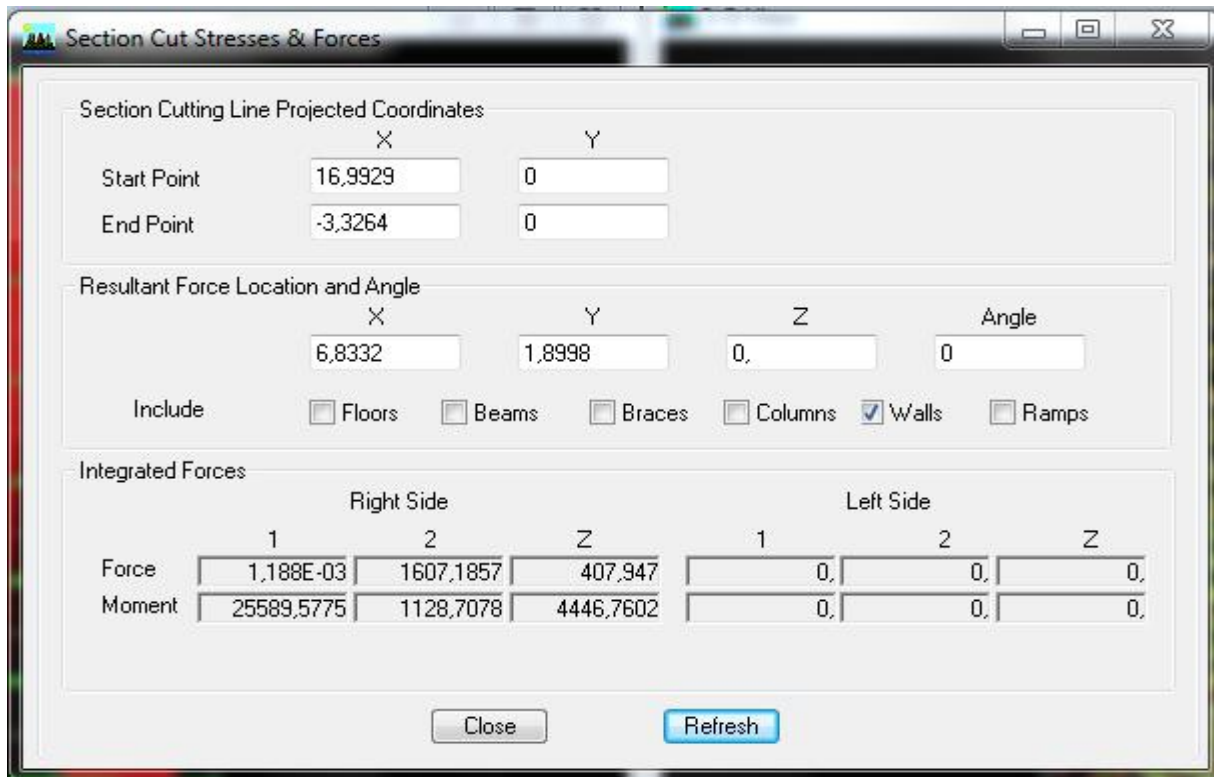 Section Cut Stresses & Forces
Section Cutting Line Projected Coordinates
X Y
Start Point 16,9929 0
End Point -3,3264 0
Resultant Force Location and Angle
X Y Z Angle
6,8332 1,8998 0, 0
Include Floors Beams Braces Columns Walls Ramps
Integrated Forces
Right Side Left Side
1 2 Z 1 2 Z
Force 1,188E-03 1607,1857 407,947 0, 0, 0,
Moment 25589,5775 1128,7078 4446,7602 0, 0, 0,
Close Refresh